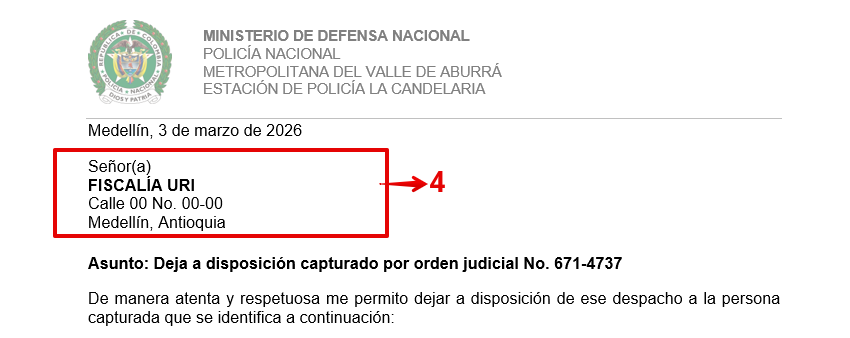 MINISTERIO DE DEFENSA NACIONAL
POLICÍA NACIONAL
METROPOLITANA DEL VALLE DE ABURRÁ
ESTACIÓN DE POLICÍA LA CANDELARIA
REPÚBLICA DE COLOMBIA
POLICÍA NACIONAL
DIOS Y PATRIA
Medellín, 3 de marzo de 2026
Señor(a)
FISCALÍA URI
Calle 00 No. 00-00
Medellín, Antioquia
4
Asunto: Deja a disposición capturado por orden judicial No. 671-4737
De manera atenta y respetuosa me permito dejar a disposición de ese despacho a la persona
capturada que se identifica a continuación: